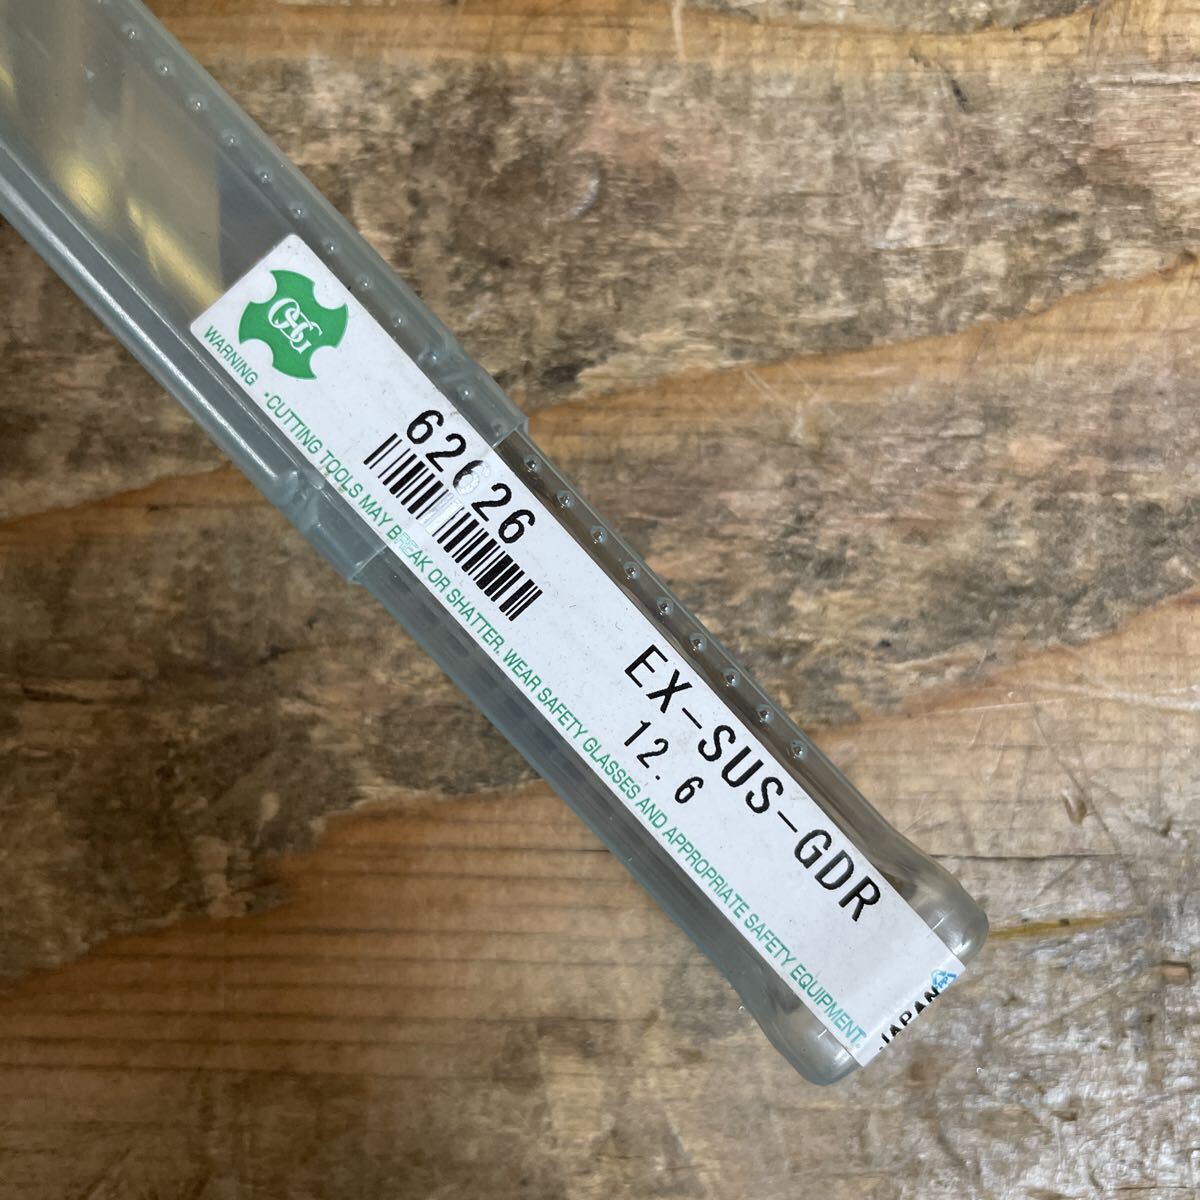 OSG
62626
EX-SUS-GDR
12.6
WARNING •CUTTING TOOLS MAY BREAK OR SHATTER. WEAR SAFETY GLASSES AND APPROPRIATE SAFETY EQUIPMENT.
JAPAN